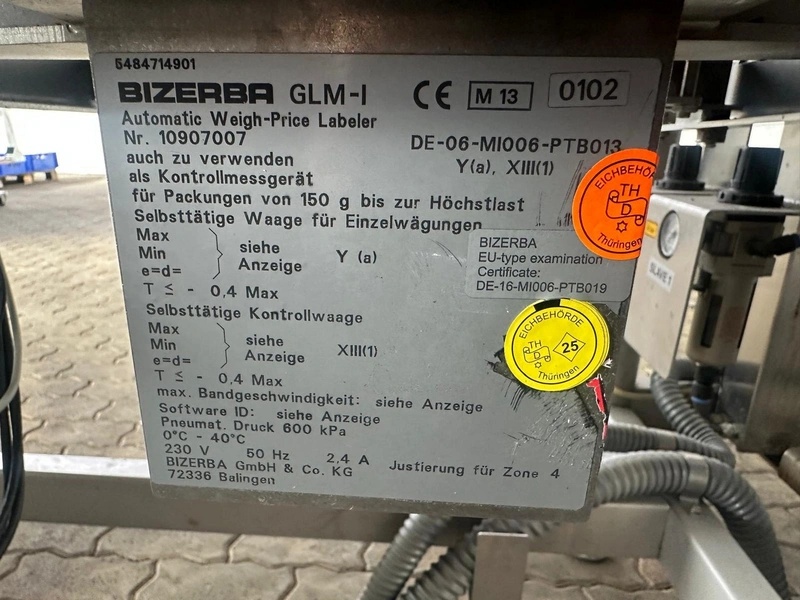 5484714901
BIZERBA GLM-I CE M 13 0102
Automatic Weigh-Price Labeler
Nr. 10907007 DE-06-MI006-PTB013
auch zu verwenden Y(a), XIII(1)
als Kontrollmessgerät
für Packungen von 150 g bis zur Höchstlast
Selbsttätige Waage für Einzelwägungen
Max
Min siehe Y (a)
e=d= Anzeige
T ≤ - 0,4 Max
Selbsttätige Kontrollwaage
Max
Min siehe XIII(1)
e=d= Anzeige
T ≤ - 0,4 Max
max. Bandgeschwindigkeit: siehe Anzeige
Software ID: siehe Anzeige
Pneumat. Druck 600 kPa
0°C - 40°C
230 V 50 Hz 2,4 A
BIZERBA GmbH & Co. KG Justierung für Zone 4
72336 Balingen
BIZERBA
EU-type examination
Certificate:
DE-16-MI006-PTB019
EICHBEHÖRDE
TH
D
Thüringen
EICHBEHÖRDE
TH
D
25
Thüringen
SLAVE 1